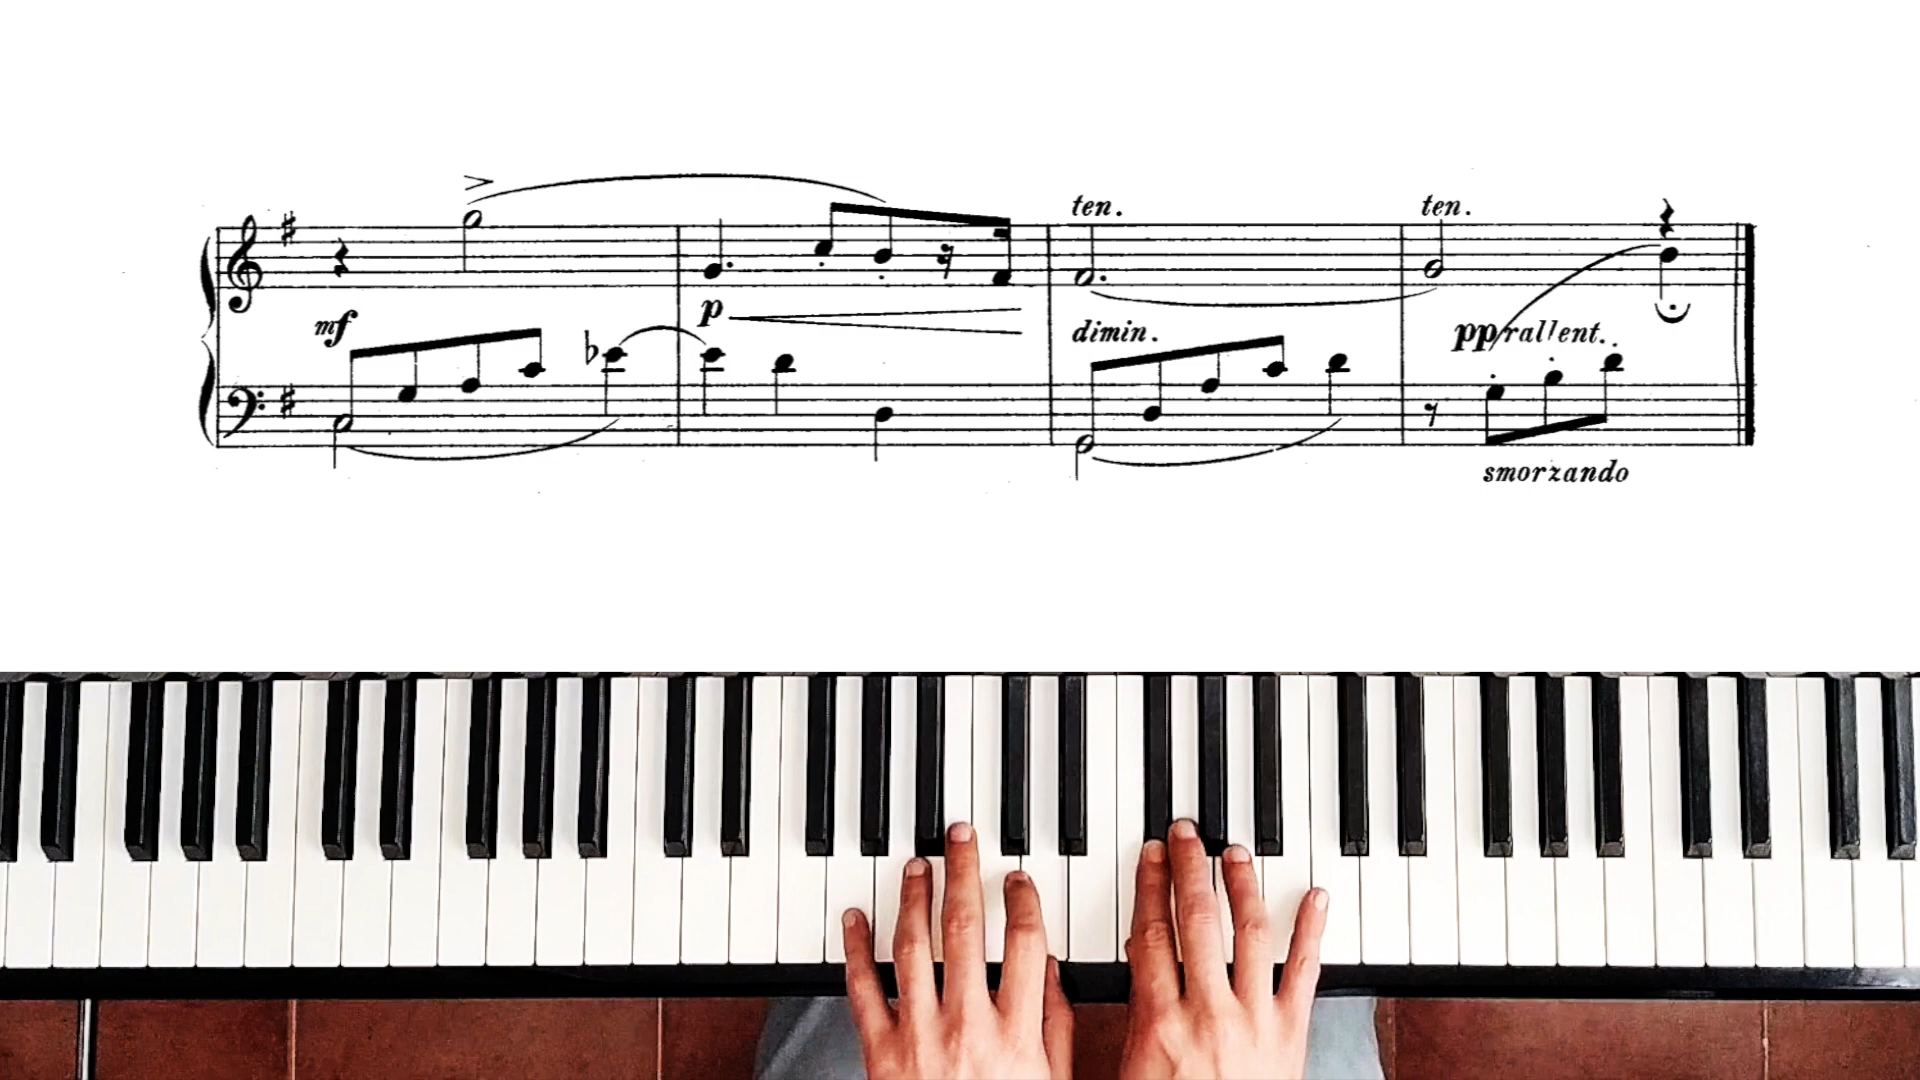 ten. ten.
mf p dimin. pp rallent.
smorzando